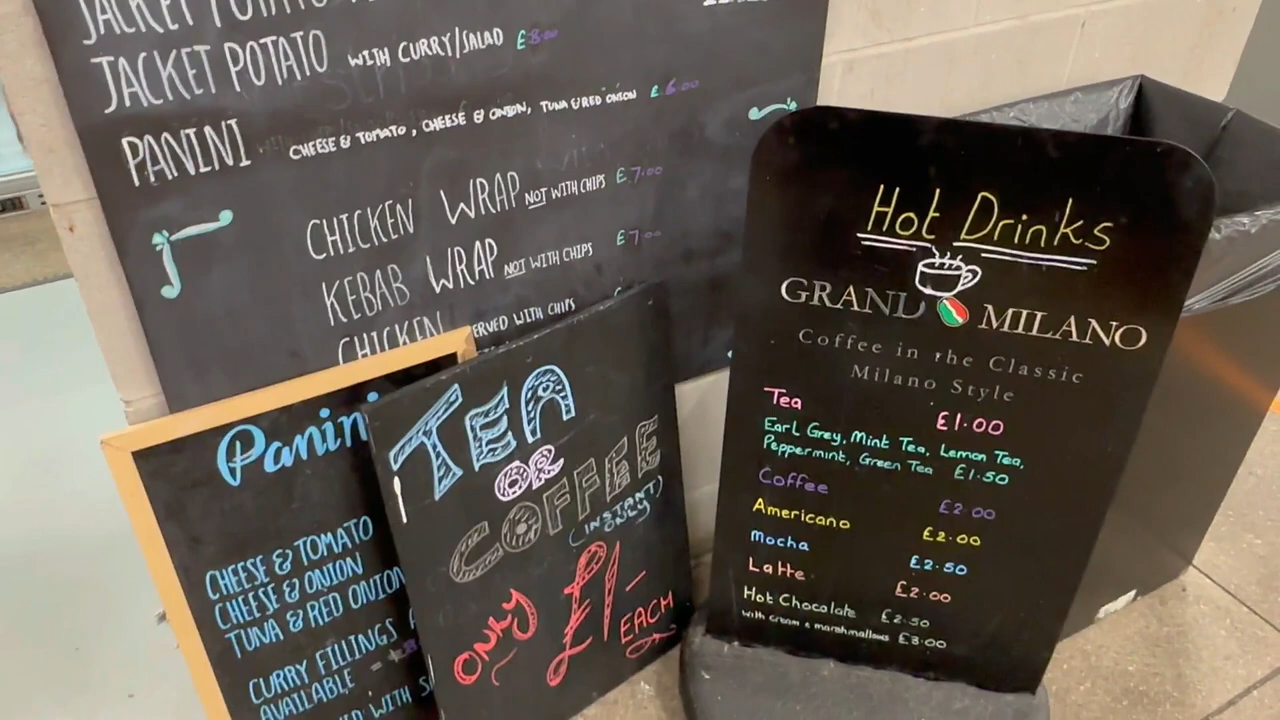 JACKET POTATO
JACKET POTATO WITH CURRY/SALAD £8.00
PANINI CHEESE & TOMATO, CHEESE & ONION, TUNA & RED ONION £6.00
CHICKEN WRAP NOT WITH CHIPS £7.00
KEBAB WRAP NOT WITH CHIPS £7.00
CHICKEN SERVED WITH CHIPS
Panini
CHEESE & TOMATO
CHEESE & ONION
TUNA & RED ONION
CURRY FILLINGS
AVAILABLE
WITH
TEA
OR
COFFEE
(INSTANT
ONLY)
ONLY £1/-
EACH
Hot Drinks
GRAND MILANO
Coffee in the Classic
Milano Style
Tea £1.00
Earl Grey, Mint Tea, Lemon Tea,
Peppermint, Green Tea £1.50
Coffee £2.00
Americano £2.00
Mocha £2.50
Latte £2.00
Hot Chocolate £2.50
with cream & marshmallows £3.00